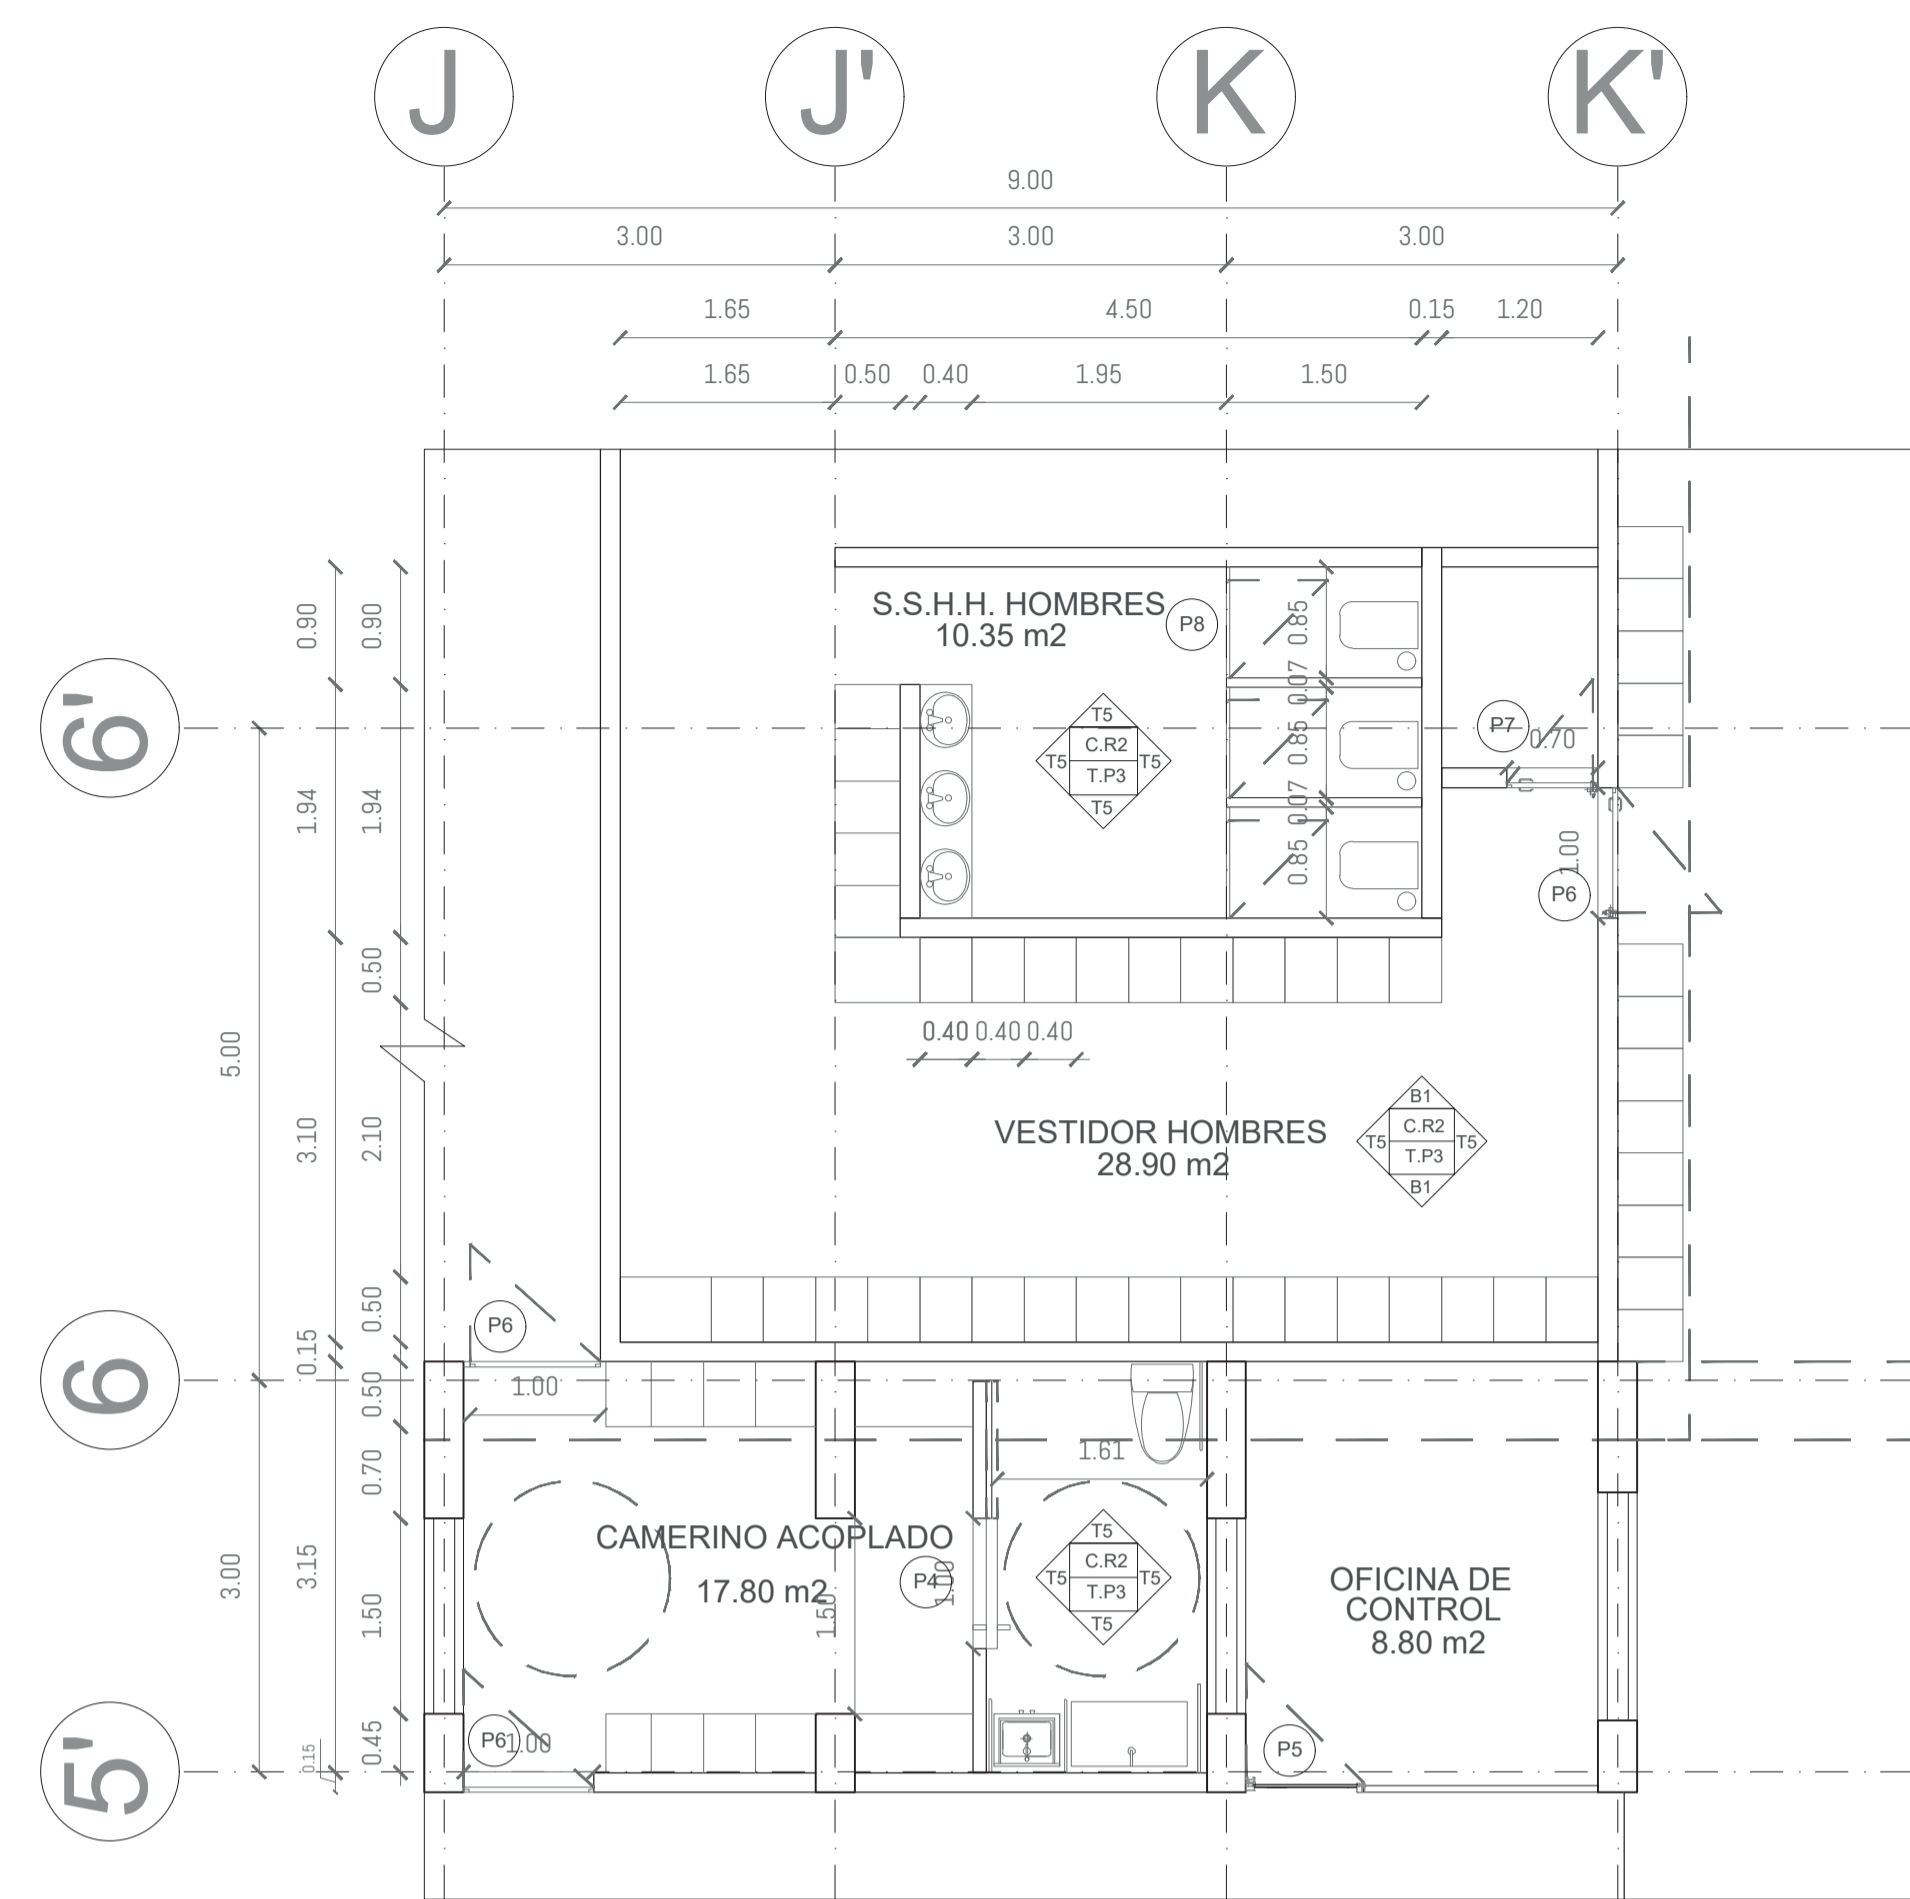 J J' K K'
9.00
3.00 3.00 3.00
1.65 4.50 0.15 1.20
1.65 0.50 0.40 1.95 1.50
0.90 0.90
S.S.H.H. HOMBRES
10.35 m2
P8
0.85
0.07
0.85
0.07
0.85
T5
T5 C.R2 T5
T.P3
T5
6'
P7
0.70
1.94 1.94
1.00
P6
0.50
0.40 0.40 0.40
5.00
3.10 2.10
VESTIDOR HOMBRES
28.90 m2
B1
T5 C.R2 T5
T.P3
B1
0.50
P6
0.15
6
0.50
1.00
1.61
0.70
CAMERINO ACOPLADO
17.80 m2
3.00
3.15
1.50
1.50
P4
1.00
T5
T5 C.R2 T5
T.P3
T5
OFICINA DE
CONTROL
8.80 m2
0.45
0.15
P6
1.00
P5
5'